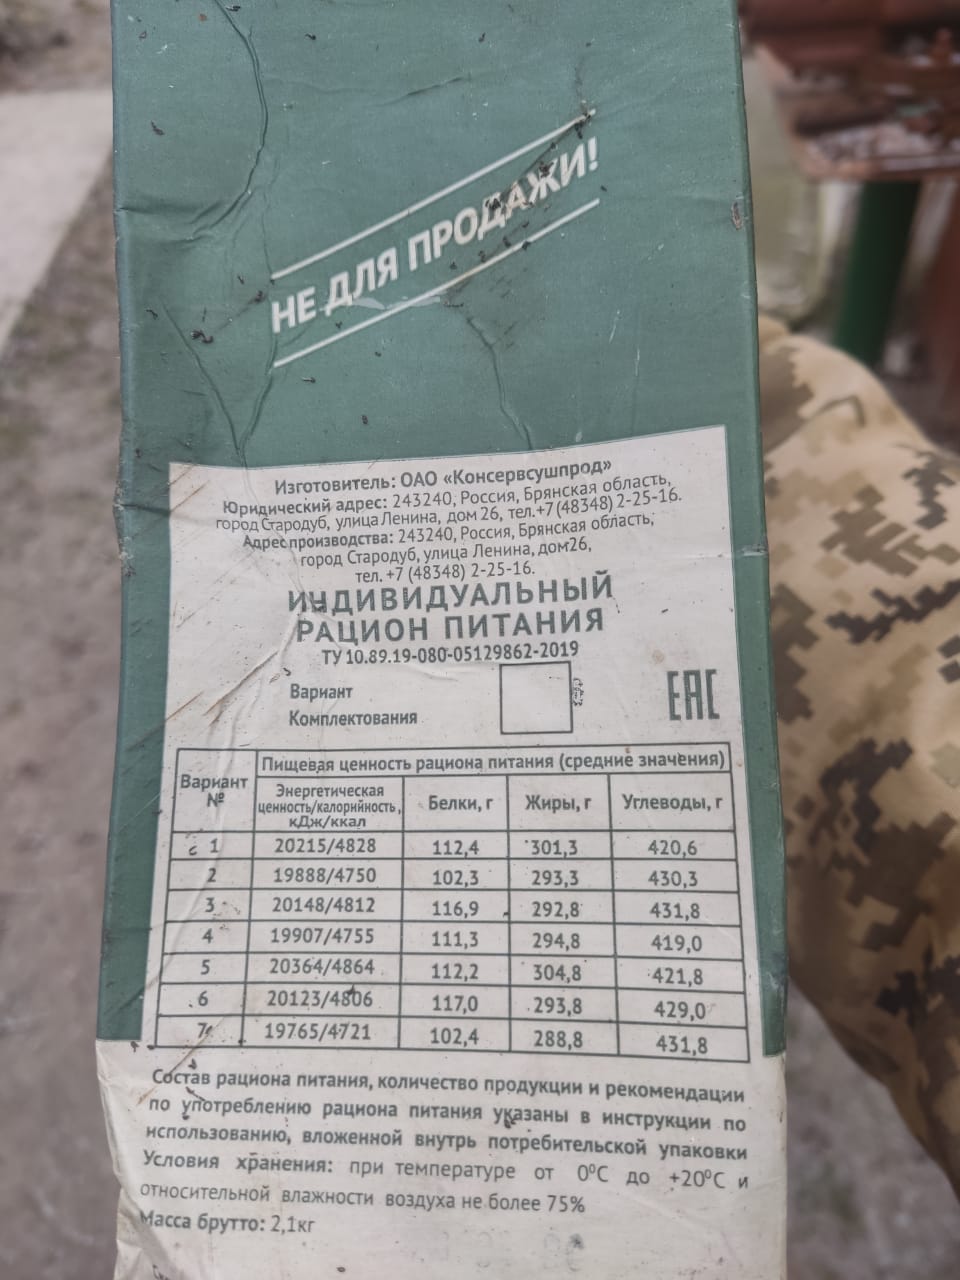 НЕ ДЛЯ ПРОДАЖИ!
Изготовитель: ОАО «Консервсушпрод»
Юридический адрес: 243240, Россия, Брянская область,
город Стародуб, улица Ленина, дом 26, тел.+7(48348) 2-25-16.
Адрес производства: 243240, Россия, Брянская область,
город Стародуб, улица Ленина, дом26,
тел. +7 (48348) 2-25-16.
ИНДИВИДУАЛЬНЫЙ
РАЦИОН ПИТАНИЯ
ТУ 10.89.19-080-05129862-2019
Вариант
Комплектования
EAC
Вариант №
Пищевая ценность рациона питания (средние значения)
Энергетическая ценность/калорийность, кДж/ккал Белки, г Жиры, г Углеводы, г
1 20215/4828 112,4 301,3 420,6
2 19888/4750 102,3 293,3 430,3
3 20148/4812 116,9 292,8 431,8
4 19907/4755 111,3 294,8 419,0
5 20364/4864 112,2 304,8 421,8
6 20123/4806 117,0 293,8 429,0
7 19765/4721 102,4 288,8 431,8
Состав рациона питания, количество продукции и рекомендации
по употреблению рациона питания указаны в инструкции по
использованию, вложенной внутрь потребительской упаковки
Условия хранения: при температуре от 0°С до +20°С и
относительной влажности воздуха не более 75%
Масса брутто: 2,1кг